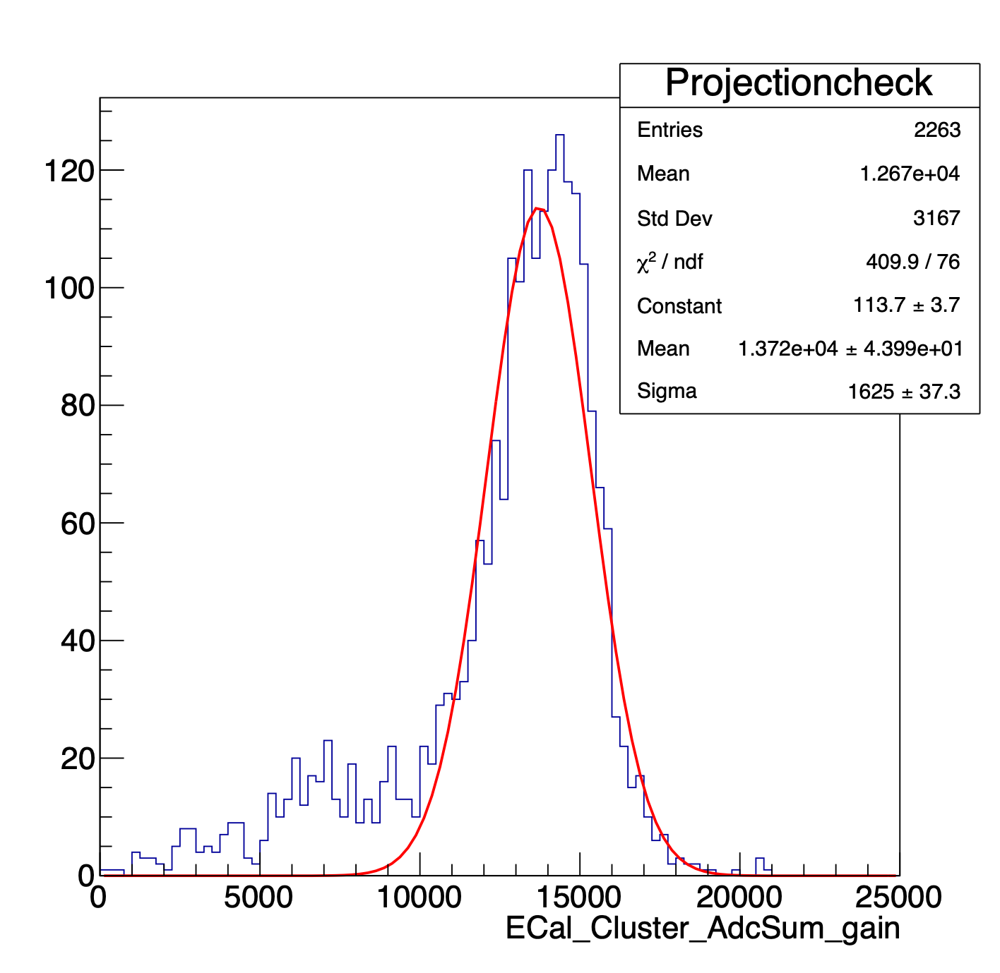 Projectioncheck
Entries 2263
Mean 1.267e+04
Std Dev 3167
χ² / ndf 409.9 / 76
Constant 113.7 ± 3.7
Mean 1.372e+04 ± 4.399e+01
Sigma 1625 ± 37.3
120
100
80
60
40
20
0
0 5000 10000 15000 20000 25000
ECal_Cluster_AdcSum_gain